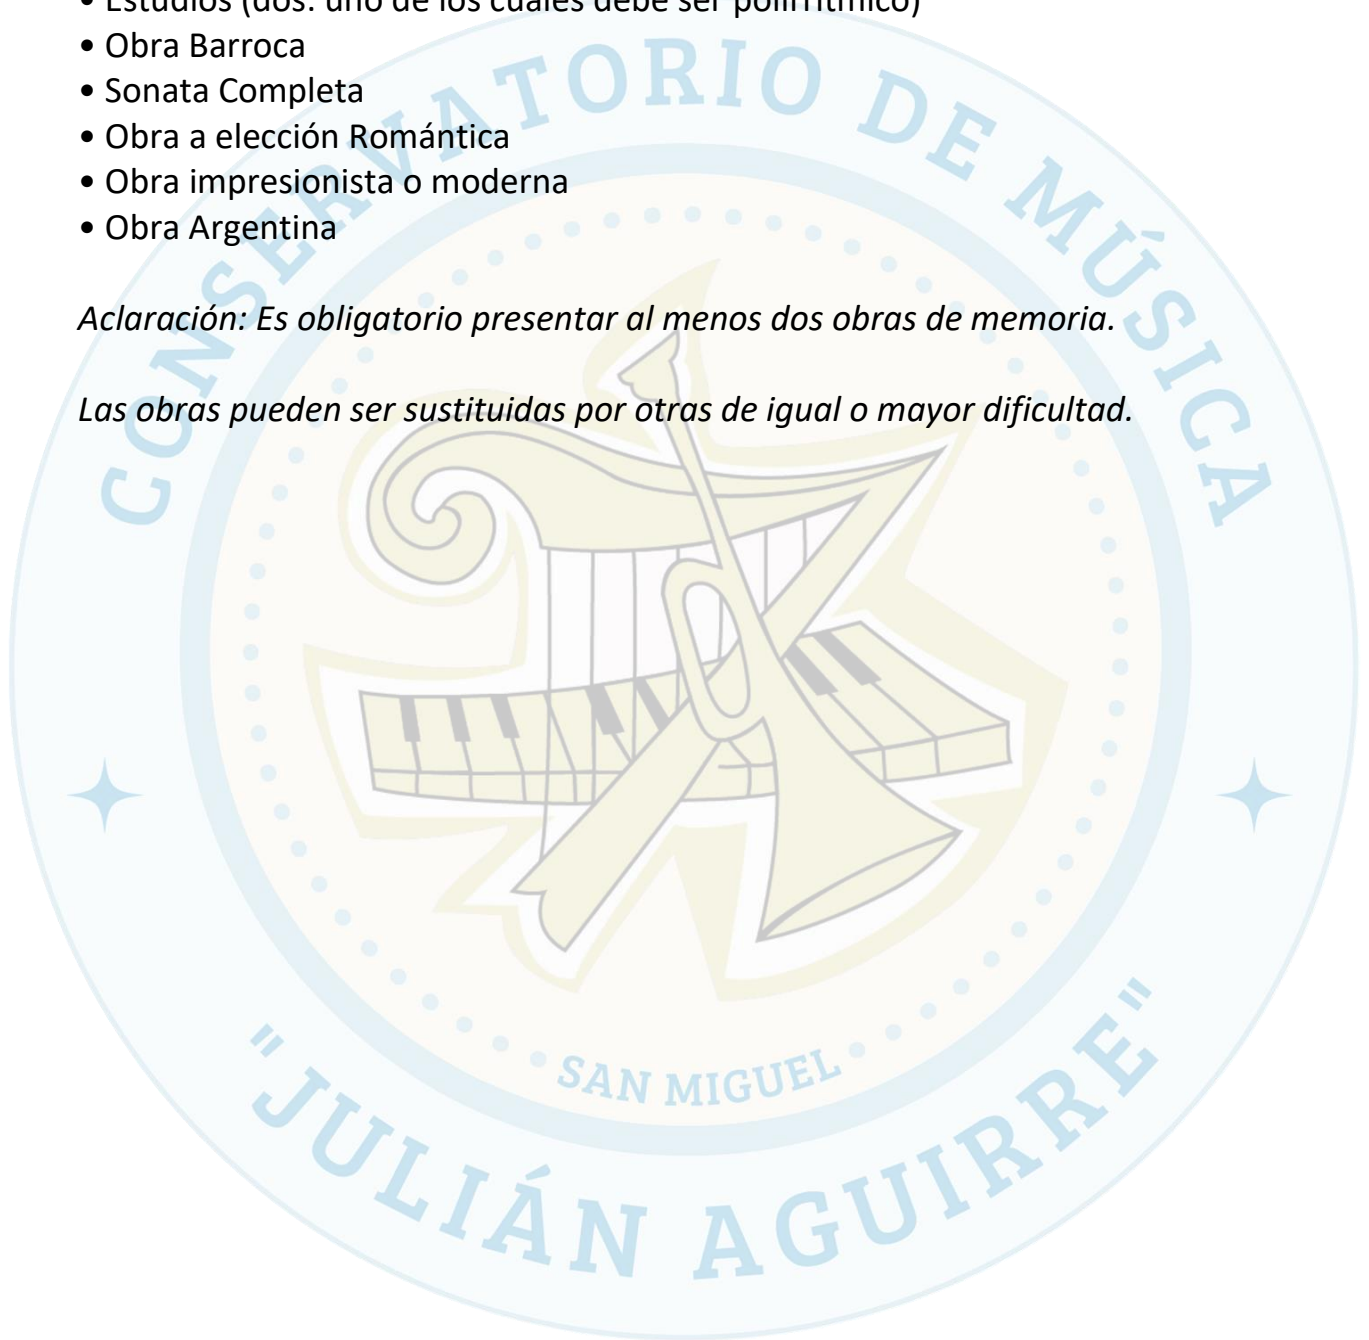 • Estudios (dos: uno de los cuales debe ser polirrítmico)
• Obra Barroca
• Sonata Completa
• Obra a elección Romántica
• Obra impresionista o moderna
• Obra Argentina
Aclaración: Es obligatorio presentar al menos dos obras de memoria.
Las obras pueden ser sustituidas por otras de igual o mayor dificultad.
CONSERVATORIO DE MÚSICA
SAN MIGUEL
"JULIÁN AGUIRRE"